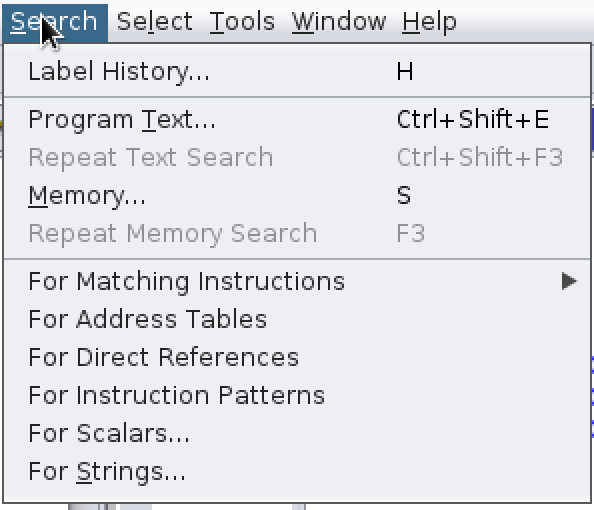 Search Select Tools Window Help
Label History... H
Program Text... Ctrl+Shift+E
Repeat Text Search Ctrl+Shift+F3
Memory... S
Repeat Memory Search F3
For Matching Instructions
For Address Tables
For Direct References
For Instruction Patterns
For Scalars...
For Strings...